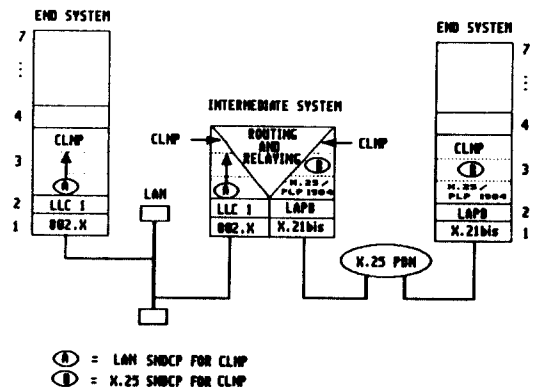 END SYSTEM
7
4
CLNP
3
A
2
LLC 1
1
802.X
LAN
INTERMEDIATE SYSTEM
CLNP
ROUTING
AND
RELAYING
CLNP
A
B
X.25/
PLP 1984
LLC 1
LAPB
802.X
X.21bis
END SYSTEM
7
4
CLNP
B
3
X.25/
PLP 1984
LAPB
2
X.21bis
1
X.25 PDN
A = LAN SNDCP FOR CLNP
B = X.25 SNDCP FOR CLNP